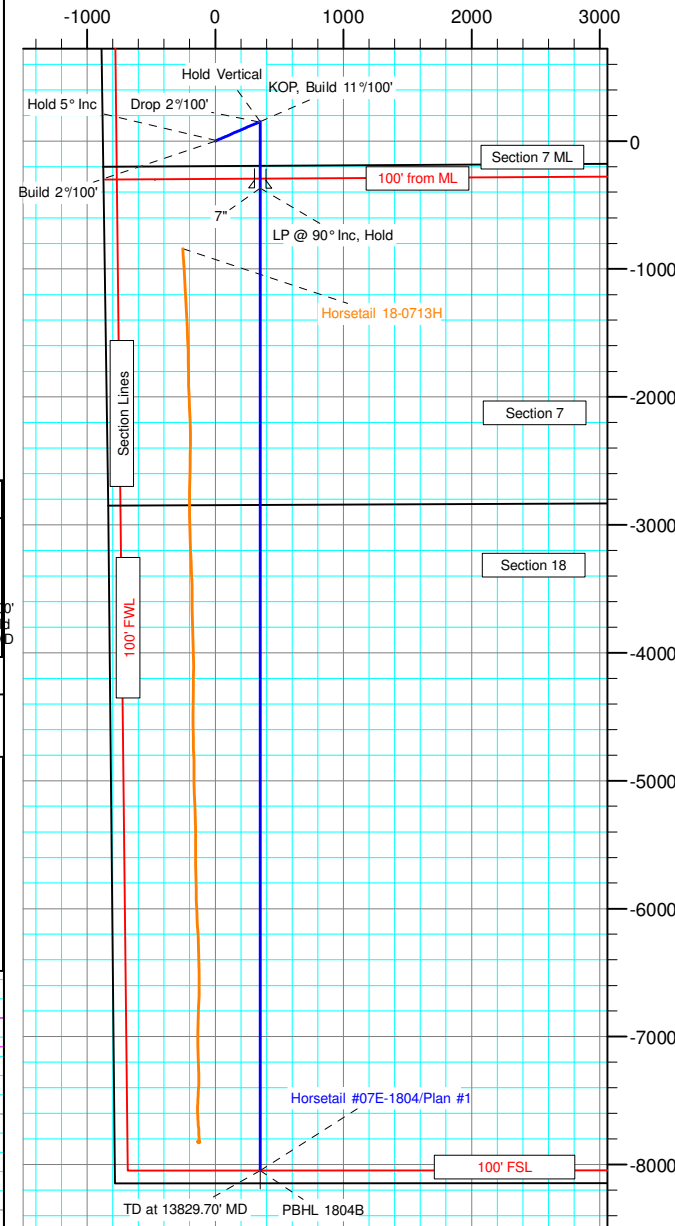 -1000 0 1000 2000 3000
Hold Vertical
KOP, Build 11°/100'
Hold 5° Inc
Drop 2°/100'
0
Section 7 ML
100' from ML
Build 2°/100'
7"
LP @ 90° Inc, Hold
-1000
Horsetail 18-0713H
Section Lines
-2000
Section 7
-3000
Section 18
100' FWL
-4000
-5000
-6000
-7000
Horsetail #07E-1804/Plan #1
-8000
100' FSL
TD at 13829.70' MD
PBHL 1804B